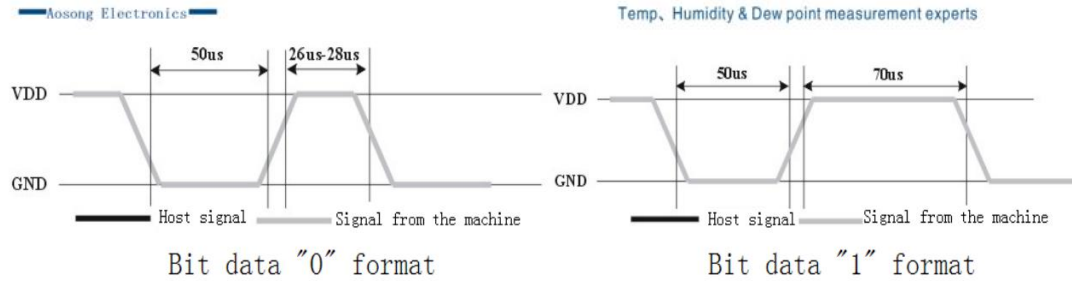 Aosong Electronics
Temp、Humidity & Dew point measurement experts
50us
26us-28us
VDD
GND
Host signal
Signal from the machine
Bit data "0" format
50us
70us
VDD
GND
Host signal
Signal from the machine
Bit data "1" format